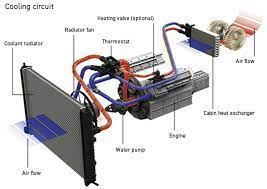 Cooling circuit
Heating valve (optional)
Radiator fan
Thermostat
Coolant radiator
Air flow
Cabin heat exchanger
Engine
Water pump
Air flow